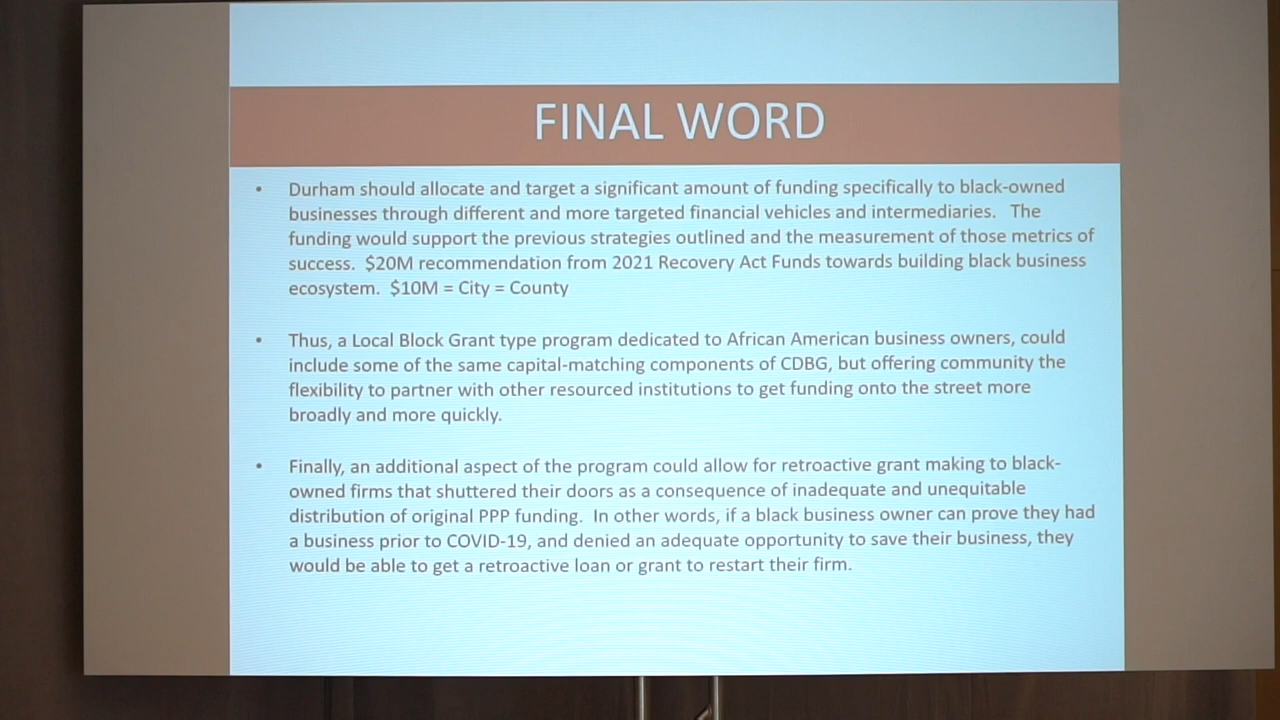 FINAL WORD
• Durham should allocate and target a significant amount of funding specifically to black-owned
businesses through different and more targeted financial vehicles and intermediaries.   The
funding would support the previous strategies outlined and the measurement of those metrics of
success.  $20M recommendation from 2021 Recovery Act Funds towards building black business
ecosystem.  $10M = City = County
• Thus, a Local Block Grant type program dedicated to African American business owners, could
include some of the same capital-matching components of CDBG, but offering community the
flexibility to partner with other resourced institutions to get funding onto the street more
broadly and more quickly.
• Finally, an additional aspect of the program could allow for retroactive grant making to black-
owned firms that shuttered their doors as a consequence of inadequate and unequitable
distribution of original PPP funding.  In other words, if a black business owner can prove they had
a business prior to COVID-19, and denied an adequate opportunity to save their business, they
would be able to get a retroactive loan or grant to restart their firm.